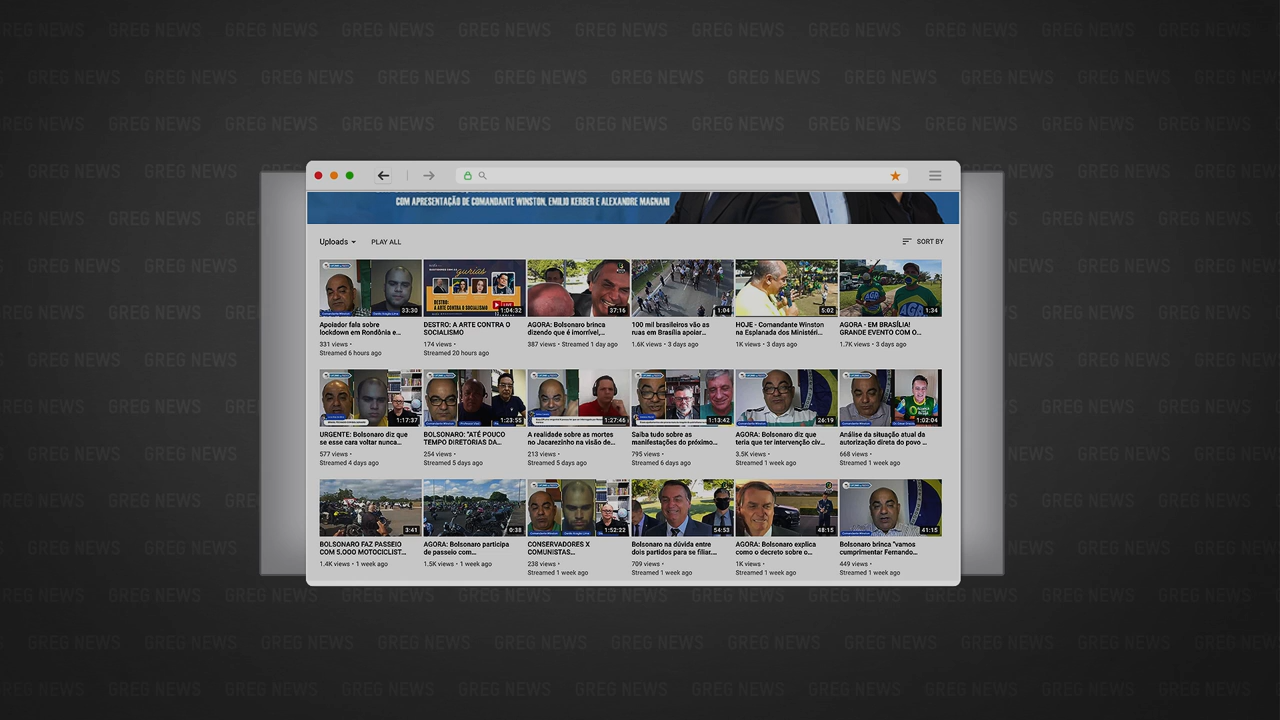 GREG NEWS
COM APRESENTAÇÃO DE COMANDANTE WINSTON, EMILIO KERBER E ALEXANDRE MAGNANI
Uploads
PLAY ALL
SORT BY
33:30
gurias
DESTRO:
A ARTE CONTRA O SOCIALISMO
LIVE
1:04:32
37:16
1:04
5:02
1:34
Apoiador fala sobre
lockdown em Rondônia e...
331 views •
Streamed 6 hours ago
DESTRO: A ARTE CONTRA O
SOCIALISMO
174 views •
Streamed 20 hours ago
AGORA: Bolsonaro brinca
dizendo que é imorrível,...
387 views • Streamed 1 day ago
100 mil brasileiros vão as
ruas em Brasília apoiar...
1.6K views • 3 days ago
HOJE - Comandante Winston
na Esplanada dos Ministéri...
1K views • 3 days ago
AGORA - EM BRASÍLIA!
GRANDE EVENTO COM O...
1.7K views • 3 days ago
1:17:37
1:23:55
1:27:46
1:13:42
26:19
1:02:04
URGENTE: Bolsonaro diz que
se esse cara voltar nunca...
577 views •
Streamed 4 days ago
BOLSONARO: "ATÉ POUCO
TEMPO DIRETORIAS DA...
254 views •
Streamed 5 days ago
A realidade sobre as mortes
no Jacarezinho na visão de...
213 views •
Streamed 5 days ago
Saiba tudo sobre as
manifestações do próximo...
795 views •
Streamed 6 days ago
AGORA: Bolsonaro diz que
teria que ter intervenção civ...
3.5K views •
Streamed 1 week ago
Análise da situação atual da
autorização direta do povo ...
668 views •
Streamed 1 week ago
3:41
0:38
1:52:22
54:53
48:15
41:15
BOLSONARO FAZ PASSEIO
COM 5.000 MOTOCICLIST...
1.4K views • 1 week ago
AGORA: Bolsonaro participa
de passeio com...
1.5K views • 1 week ago
CONSERVADORES X
COMUNISTAS...
238 views •
Streamed 1 week ago
Bolsonaro na dúvida entre
dois partidos para se filiar....
709 views •
Streamed 1 week ago
AGORA: Bolsonaro explica
como o decreto sobre o...
1K views •
Streamed 1 week ago
Bolsonaro brinca "vamos
cumprimentar Fernando...
449 views •
Streamed 1 week ago